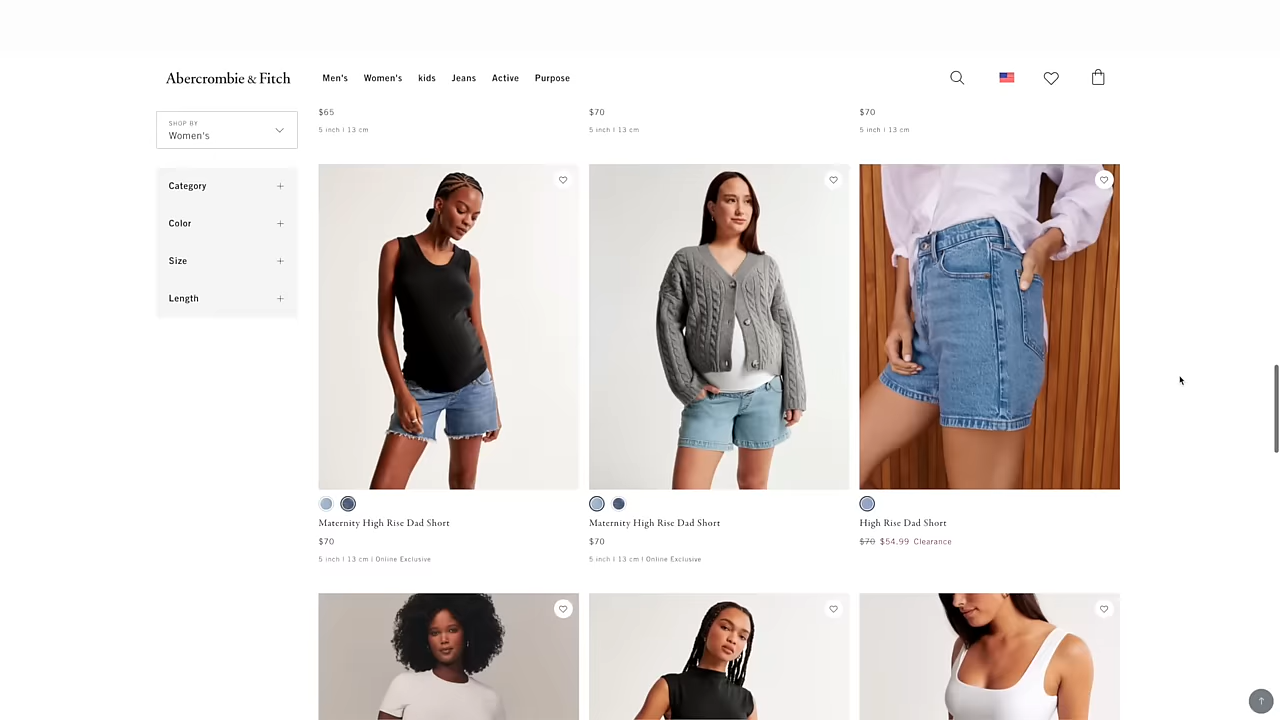 Abercrombie & Fitch
Men's Women's kids Jeans Active Purpose
SHOP BY
Women's
Category +
Color +
Size +
Length +
$65
5 inch | 13 cm
$70
5 inch | 13 cm
$70
5 inch | 13 cm
Maternity High Rise Dad Short
$70
5 inch | 13 cm | Online Exclusive
Maternity High Rise Dad Short
$70
5 inch | 13 cm | Online Exclusive
High Rise Dad Short
$70 $54.99 Clearance